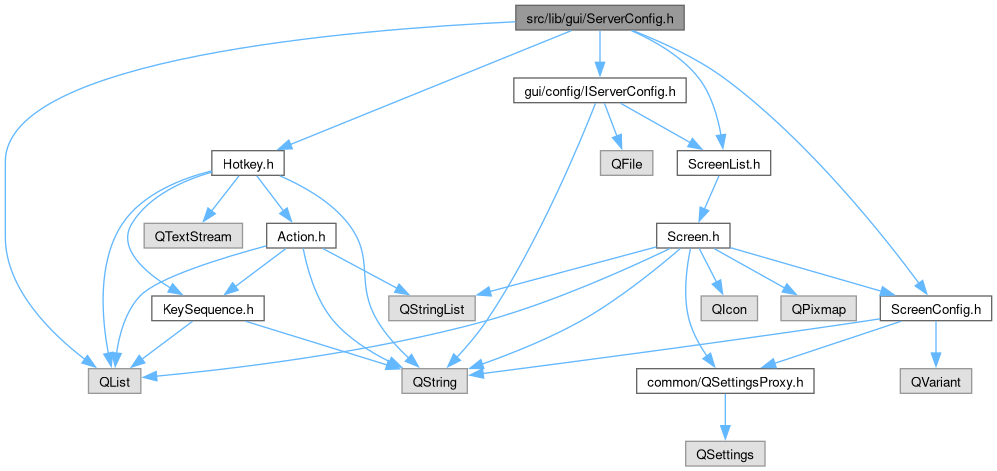 src/lib/gui/ServerConfig.h
gui/config/IServerConfig.h
Hotkey.h
QFile
ScreenList.h
QTextStream
Action.h
Screen.h
KeySequence.h
QStringList
QIcon
QPixmap
ScreenConfig.h
QList
QString
common/QSettingsProxy.h
QVariant
QSettings